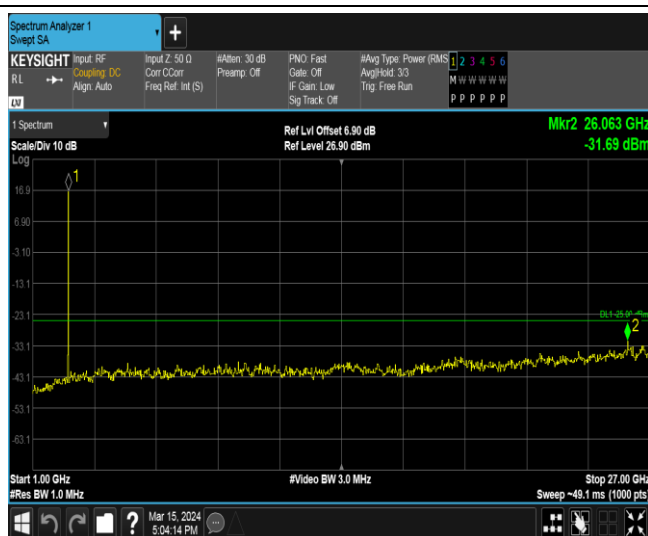 Spectrum Analyzer 1
Swept SA
+
KEYSIGHT Input: RF Input Z: 50 Ω #Atten: 30 dB PNO: Fast #Avg Type: Power (RMS 1 2 3 4 5 6
RL Coupling: DC Corr CCorr Preamp: Off Gate: Off Avg|Hold: 3/3 M W W W W W
Align: Auto Freq Ref: Int (S) IF Gain: Low Trig: Free Run
LXI Sig Track: Off P P P P P P
1 Spectrum Ref Lvl Offset 6.90 dB Mkr2 26.063 GHz
Scale/Div 10 dB Ref Level 26.90 dBm -31.69 dBm
Log
1
16.9
6.90
-3.10
-13.1
-23.1
DL1 -25.00 dBm
2
-33.1
-43.1
-53.1
-63.1
Start 1.00 GHz #Video BW 3.0 MHz Stop 27.00 GHz
#Res BW 1.0 MHz Sweep ~49.1 ms (1000 pts)
? Mar 15, 2024
5:04:14 PM